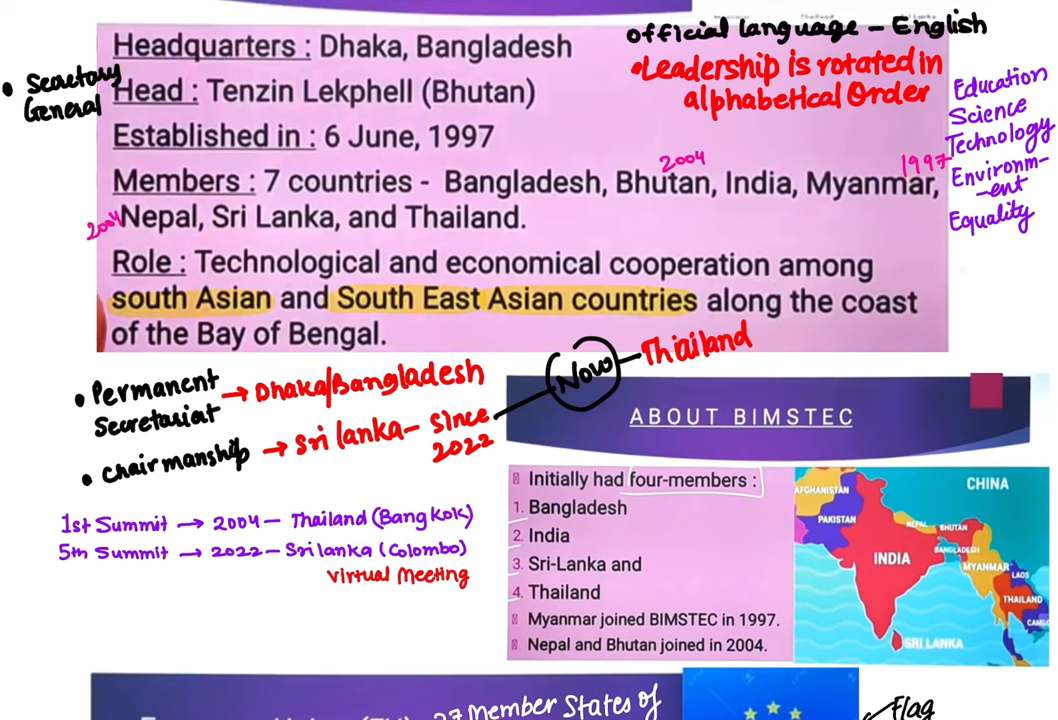 official language - English
Headquarters : Dhaka, Bangladesh
• Leadership is rotated in
alphabetical Order
• Secretary
General
Head : Tenzin Lekphell (Bhutan)
Established in : 6 June, 1997
Education
Science
Technology
Environm-
-ent
Equality
2004
1997
Members : 7 countries - Bangladesh, Bhutan, India, Myanmar,
2004
Nepal, Sri Lanka, and Thailand.
Role : Technological and economical cooperation among
south Asian and South East Asian countries along the coast
of the Bay of Bengal.
• Permanent
Secretariat → Dhaka/Bangladesh
• Chairmanship → Sri lanka - Since
2022
Now - Thailand
1st Summit → 2004 - Thailand (Bangkok)
5th Summit → 2022 - Srilanka (Colombo)
virtual Meeting
ABOUT BIMSTEC
Initially had four-members :
1. Bangladesh
2. India
3. Sri-Lanka and
4. Thailand
Myanmar joined BIMSTEC in 1997.
Nepal and Bhutan joined in 2004.
AFGHANISTAN
CHINA
PAKISTAN
NEPAL
BHUTAN
INDIA
BANGLADESH
MYANMAR
LAOS
THAILAND
SRI LANKA
27 Member States of
Flag